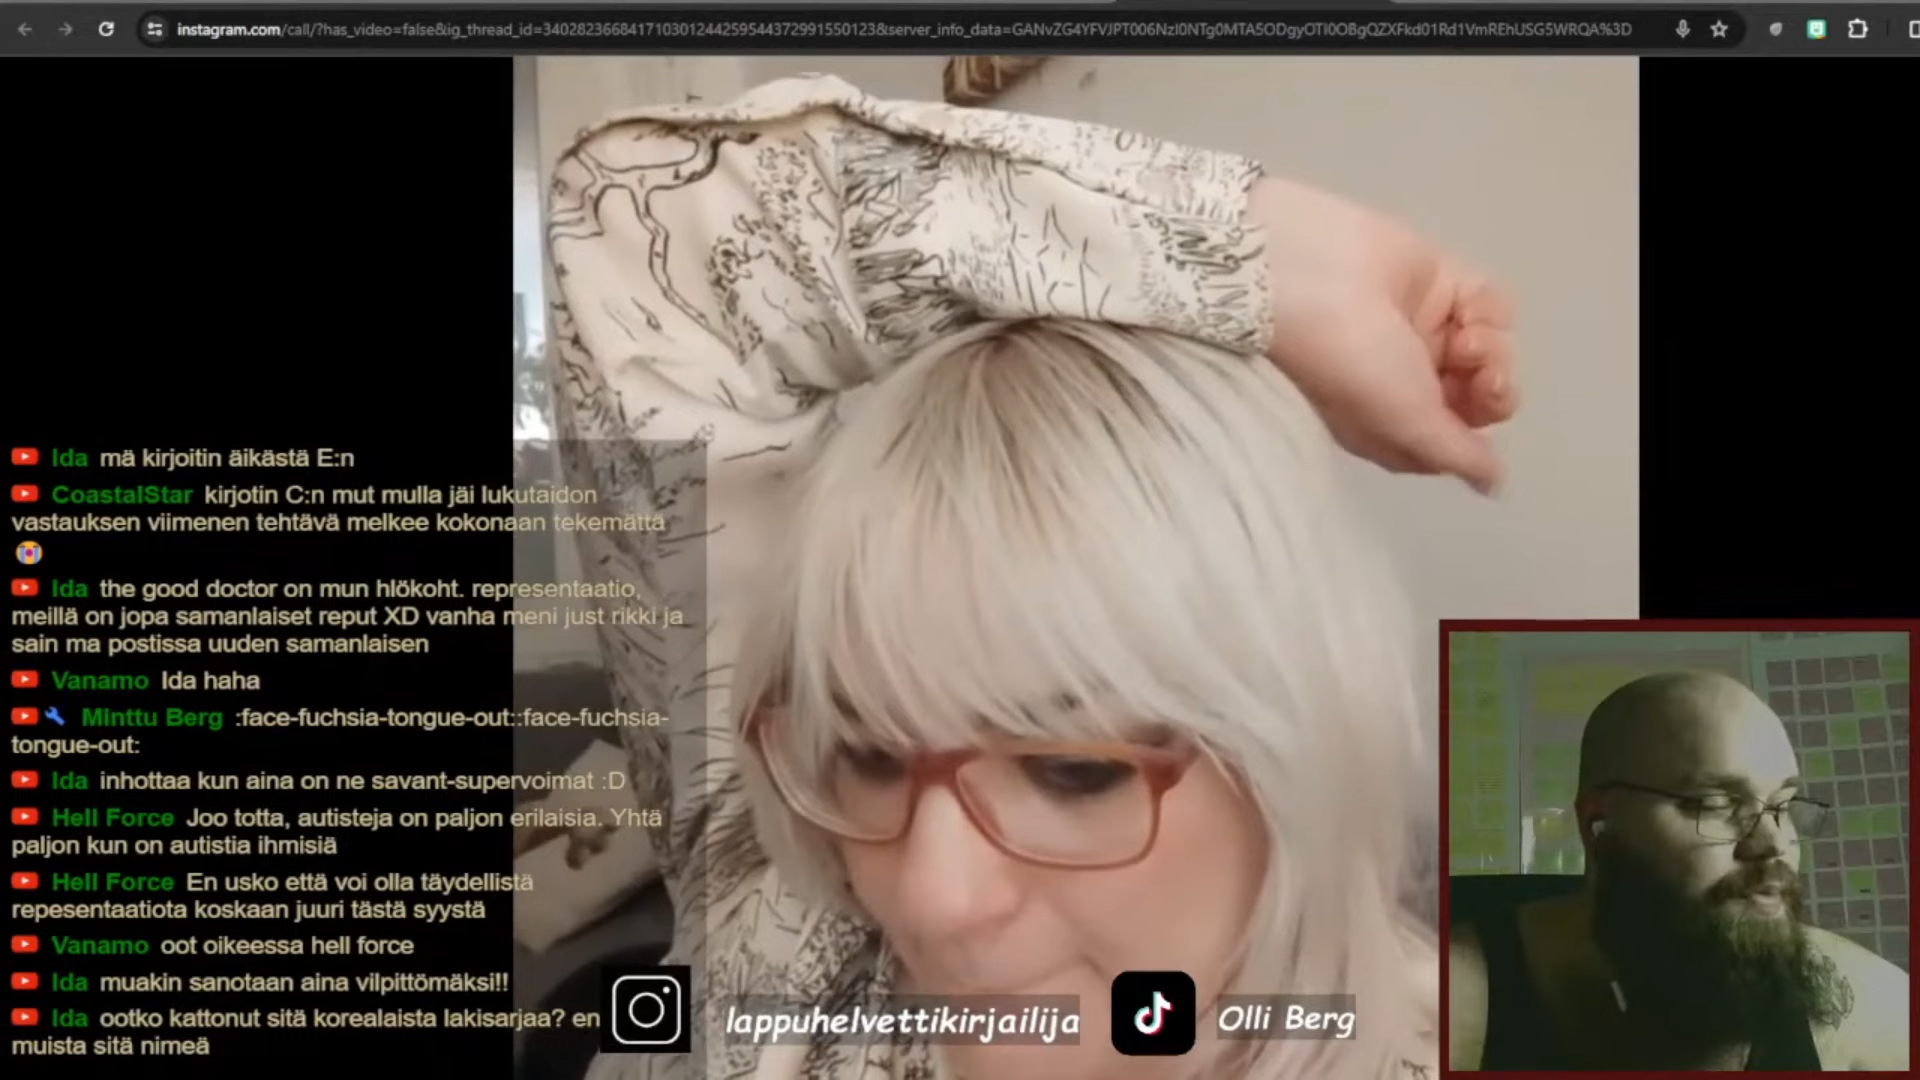 instagram.com/call/?has_video=false&ig_thread_id=340282366841710301244259544372991550123&server_info_data=GANvZG4YFVJPT006NzI0NTg0MTA5ODgyOTI0OBgQZXFkd01Rd1VmREhUSG5WRQA%3D
Ida mä kirjoitin äikästä E:n
CoastalStar kirjotin C:n mut mulla jäi lukutaidon
vastauksen viimenen tehtävä melkee kokonaan tekemättä
Ida the good doctor on mun hlökoht. representaatio,
meillä on jopa samanlaiset reput XD vanha meni just rikki ja
sain ma postissa uuden samanlaisen
Vanamo Ida haha
Minttu Berg :face-fuchsia-tongue-out::face-fuchsia-
tongue-out:
Ida inhottaa kun aina on ne savant-supervoimat :D
Hell Force Joo totta, autisteja on paljon erilaisia. Yhtä
paljon kun on autistia ihmisiä
Hell Force En usko että voi olla täydellistä
repesentaatiota koskaan juuri tästä syystä
Vanamo oot oikeessa hell force
Ida muakin sanotaan aina vilpittömäksi!!
Ida ootko kattonut sitä korealaista lakisarjaa? en
muista sitä nimeä
lappuhelvettikirjailija
Olli Berg